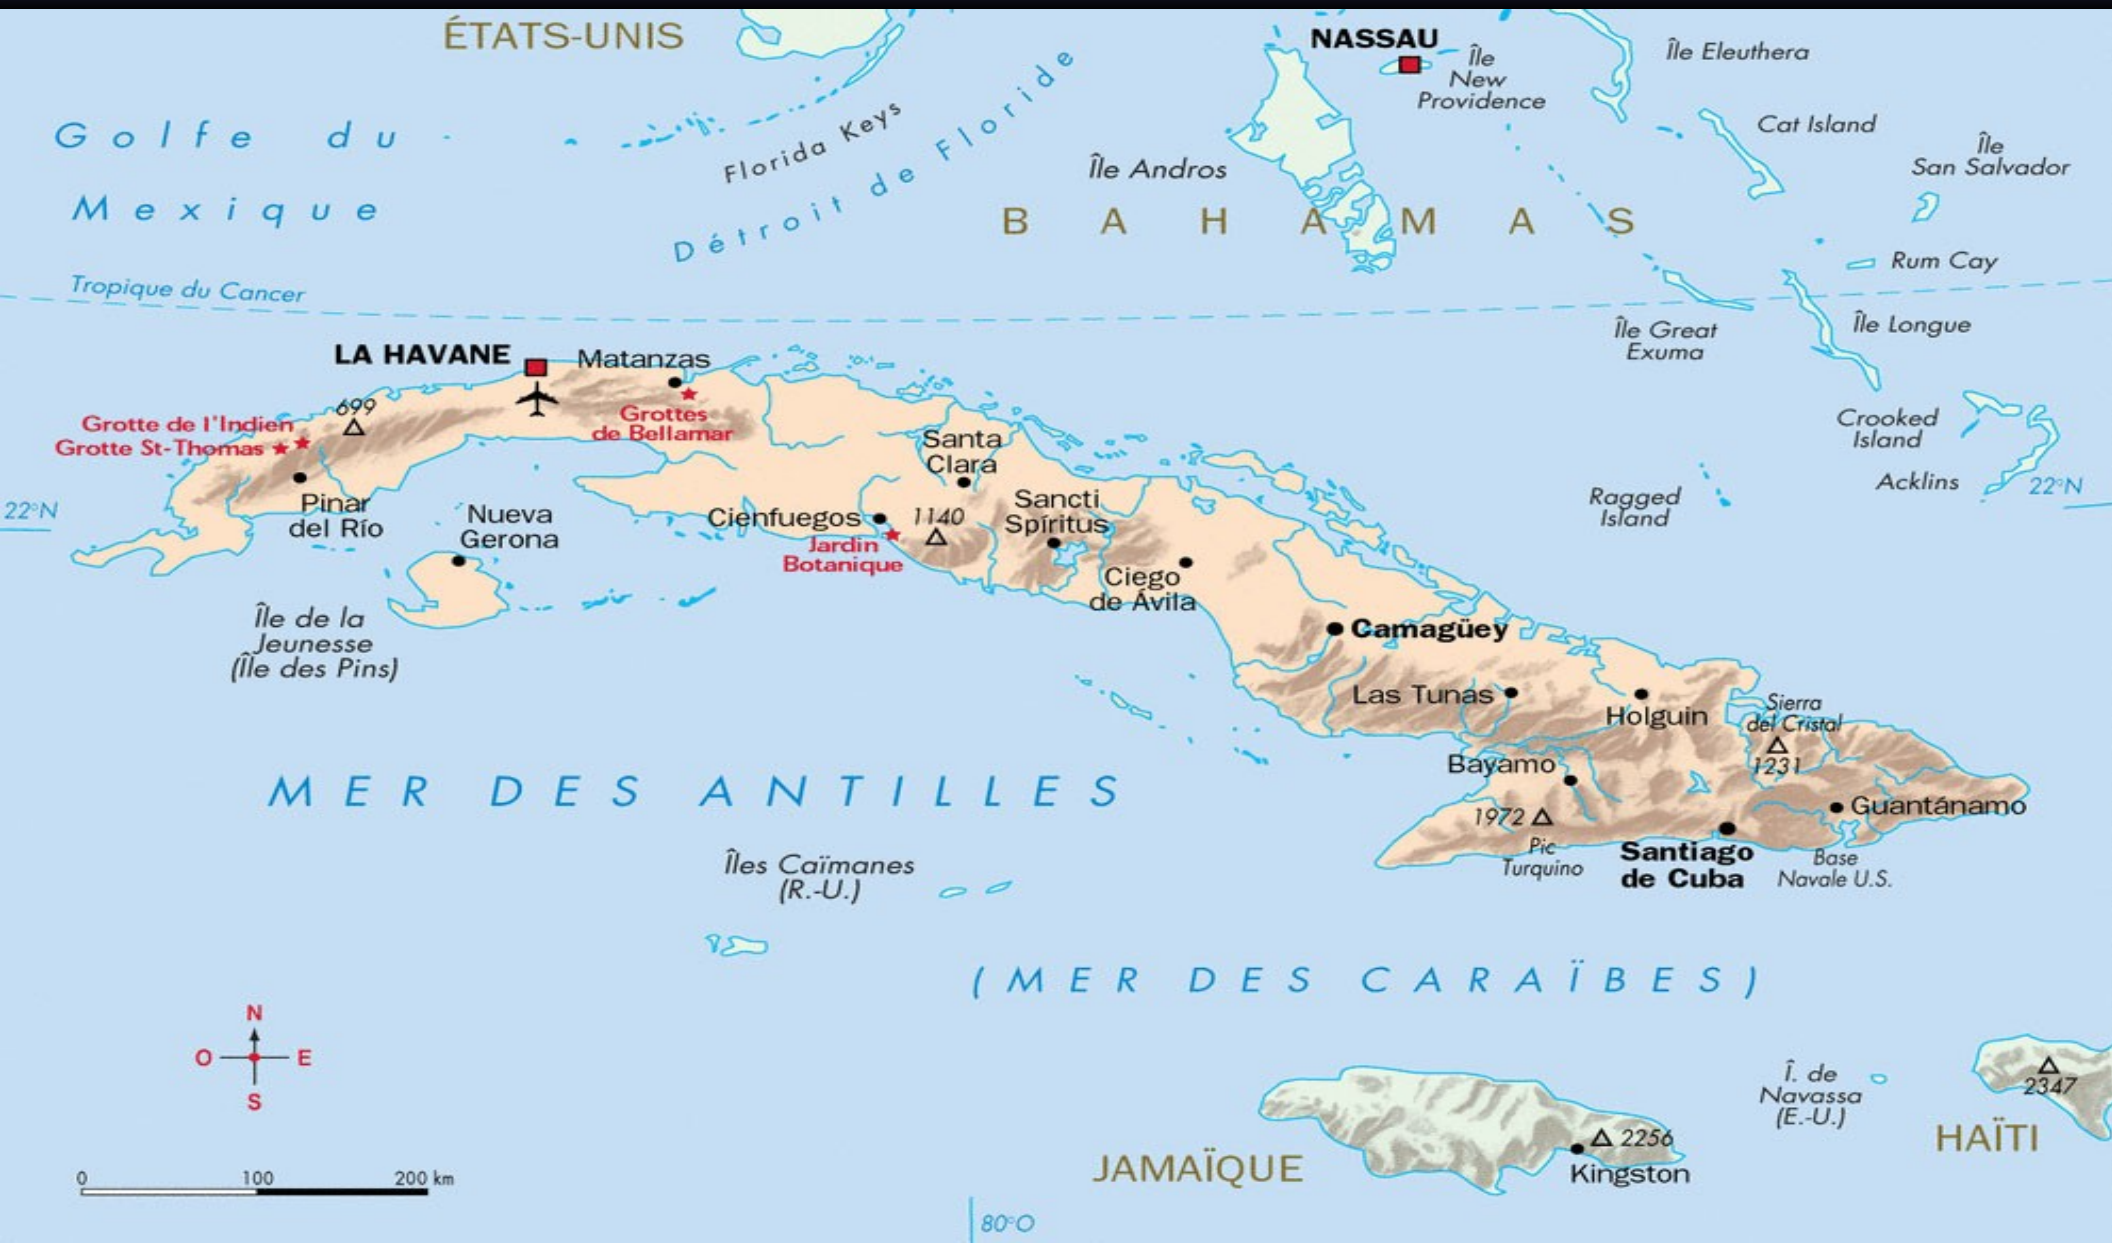 ÉTATS-UNIS
NASSAU
Île
New
Providence
Île Eleuthera
Cat Island
Île
San Salvador
Golfe du
Mexique
Florida Keys
Détroit de Floride
Île Andros
BAHAMAS
Rum Cay
Tropique du Cancer
Île Great
Exuma
Île Longue
LA HAVANE
Matanzas
699
Grotte de l'Indien
Grotte St-Thomas
Grottes
de Bellamar
Crooked
Island
Acklins
22°N
Ragged
Island
22°N
Pinar
del Río
Nueva
Gerona
Santa
Clara
Cienfuegos
1140
Sancti
Spíritus
Jardin
Botanique
Ciego
de Ávila
Île de la
Jeunesse
(Île des Pins)
Camagüey
Las Tunas
Holguin
Sierra
del Cristal
1231
Bayamo
1972
Pic
Turquino
Guantánamo
Santiago
de Cuba
Base
Navale U.S.
MER DES ANTILLES
Îles Caïmanes
(R.-U.)
(MER DES CARAÏBES)
N
O E
S
Î. de
Navassa
(E.-U.)
2347
HAÏTI
2256
Kingston
JAMAÏQUE
0 100 200 km
80°O